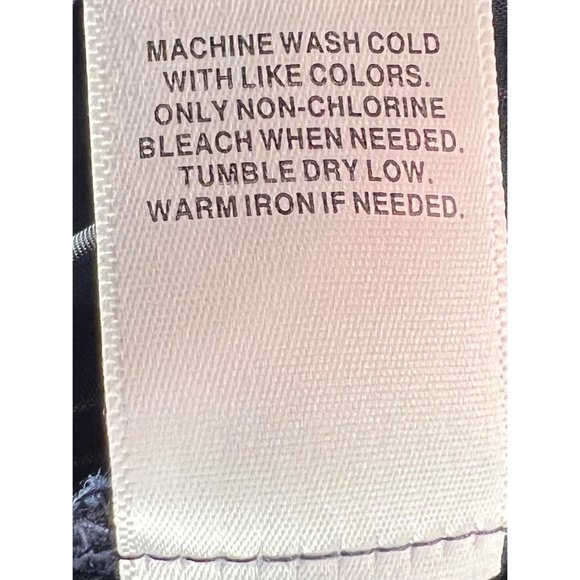 MACHINE WASH COLD
WITH LIKE COLORS.
ONLY NON-CHLORINE
BLEACH WHEN NEEDED.
TUMBLE DRY LOW.
WARM IRON IF NEEDED.